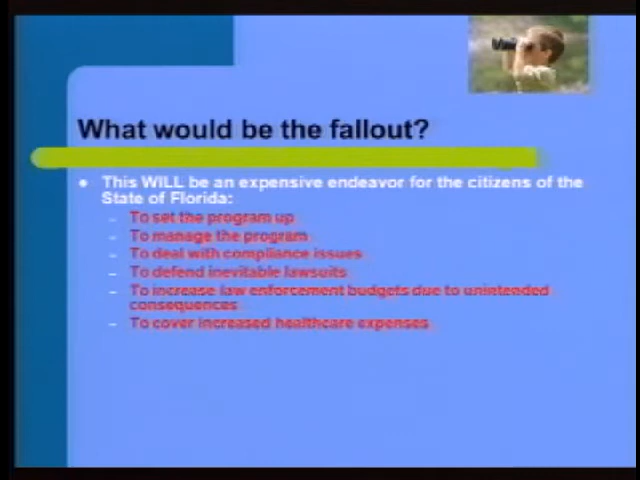 What would be the fallout?
● This WILL be an expensive endeavor for the citizens of the
State of Florida:
– To set the program up
– To manage the program
– To deal with compliance issues
– To defend inevitable lawsuits
– To increase law enforcement budgets due to unintended
consequences
– To cover increased healthcare expenses